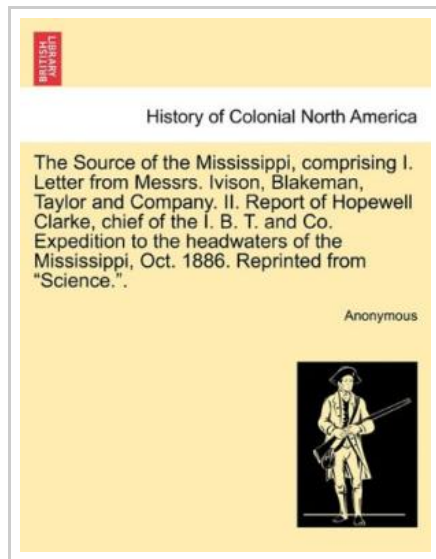 BRITISH
LIBRARY
History of Colonial North America
The Source of the Mississippi, comprising I.
Letter from Messrs. Ivison, Blakeman,
Taylor and Company. II. Report of Hopewell
Clarke, chief of the I. B. T. and Co.
Expedition to the headwaters of the
Mississippi, Oct. 1886. Reprinted from
“Science.”.
Anonymous